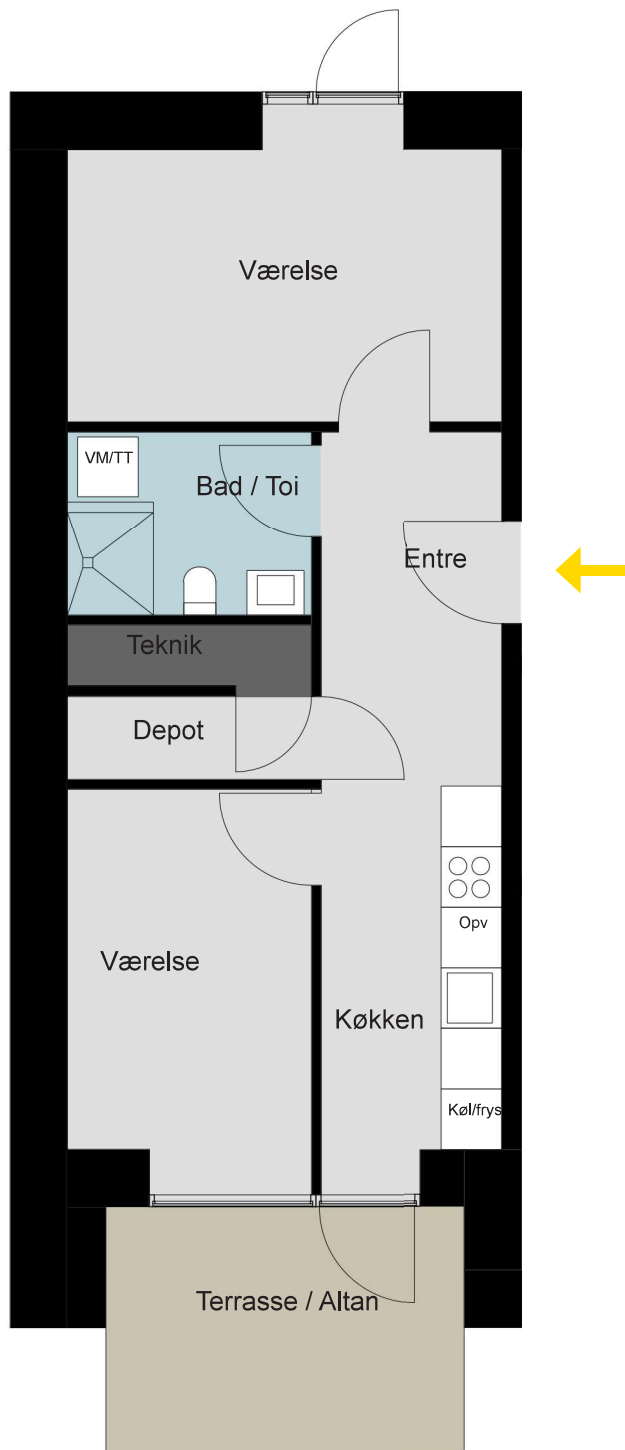 Værelse
VM/TT
Bad / Toi
Entre
Teknik
Depot
Opv
Værelse
Køkken
Køl/frys
Terrasse / Altan